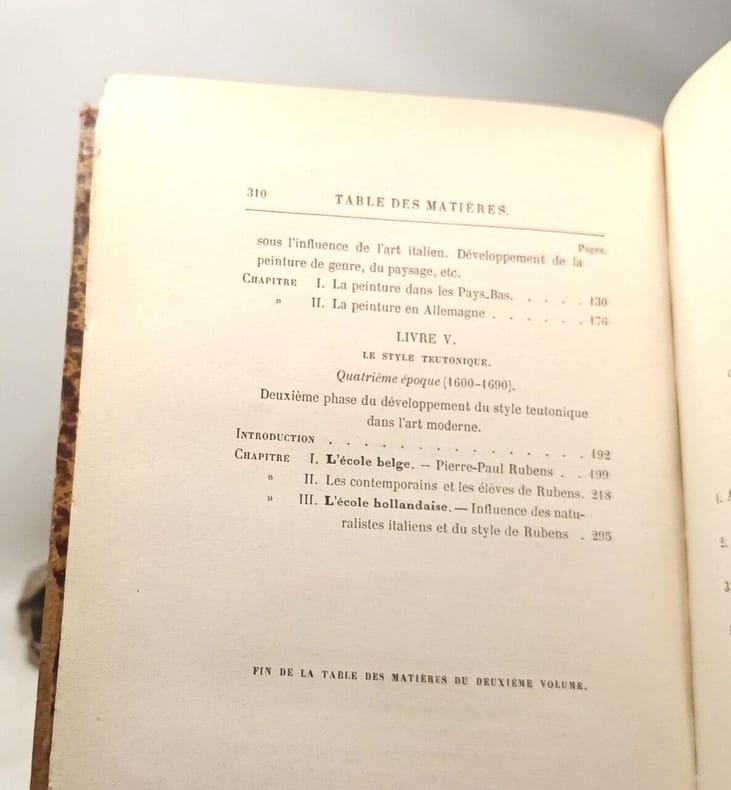 310 TABLE DES MATIÈRES.
Pages.
sous l'influence de l'art italien. Développement de la
peinture de genre, du paysage, etc.
CHAPITRE I. La peinture dans les Pays-Bas. . . . . 130
» II. La peinture en Allemagne . . . . . . 176
LIVRE V.
LE STYLE TEUTONIQUE.
Quatrième époque (1600-1690).
Deuxième phase du développement du style teutonique
dans l'art moderne.
INTRODUCTION . . . . . . . . . . . . . 192
CHAPITRE I. L'école belge. — Pierre-Paul Rubens . . 199
» II. Les contemporains et les élèves de Rubens. 218
» III. L'école hollandaise. — Influence des natu-
ralistes italiens et du style de Rubens . 295
FIN DE LA TABLE DES MATIÈRES DU DEUXIÈME VOLUME.
1.
2.
3.